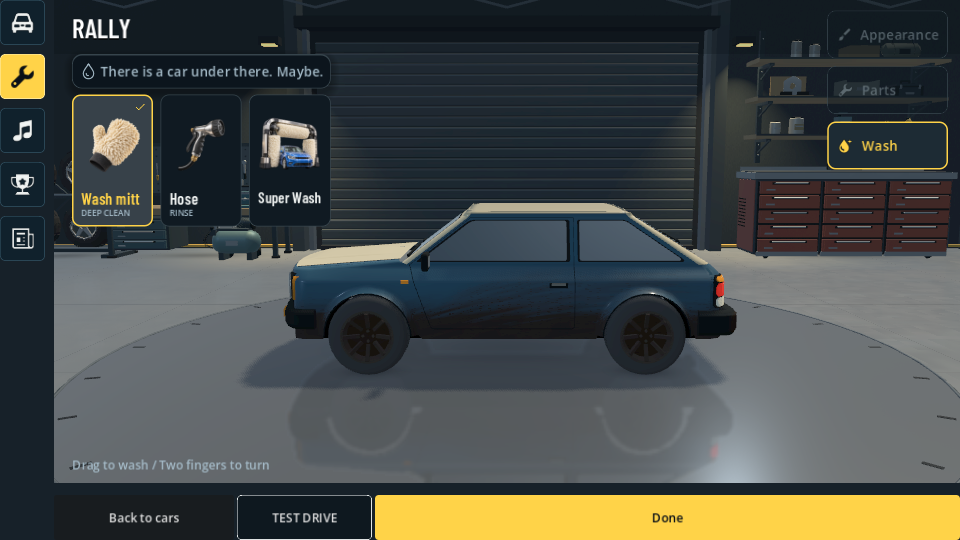 RALLY
There is a car under there. Maybe.
Wash mitt
DEEP CLEAN
Hose
RINSE
Super Wash
Appearance
Parts
Wash
Drag to wash / Two fingers to turn
Back to cars
TEST DRIVE
Done